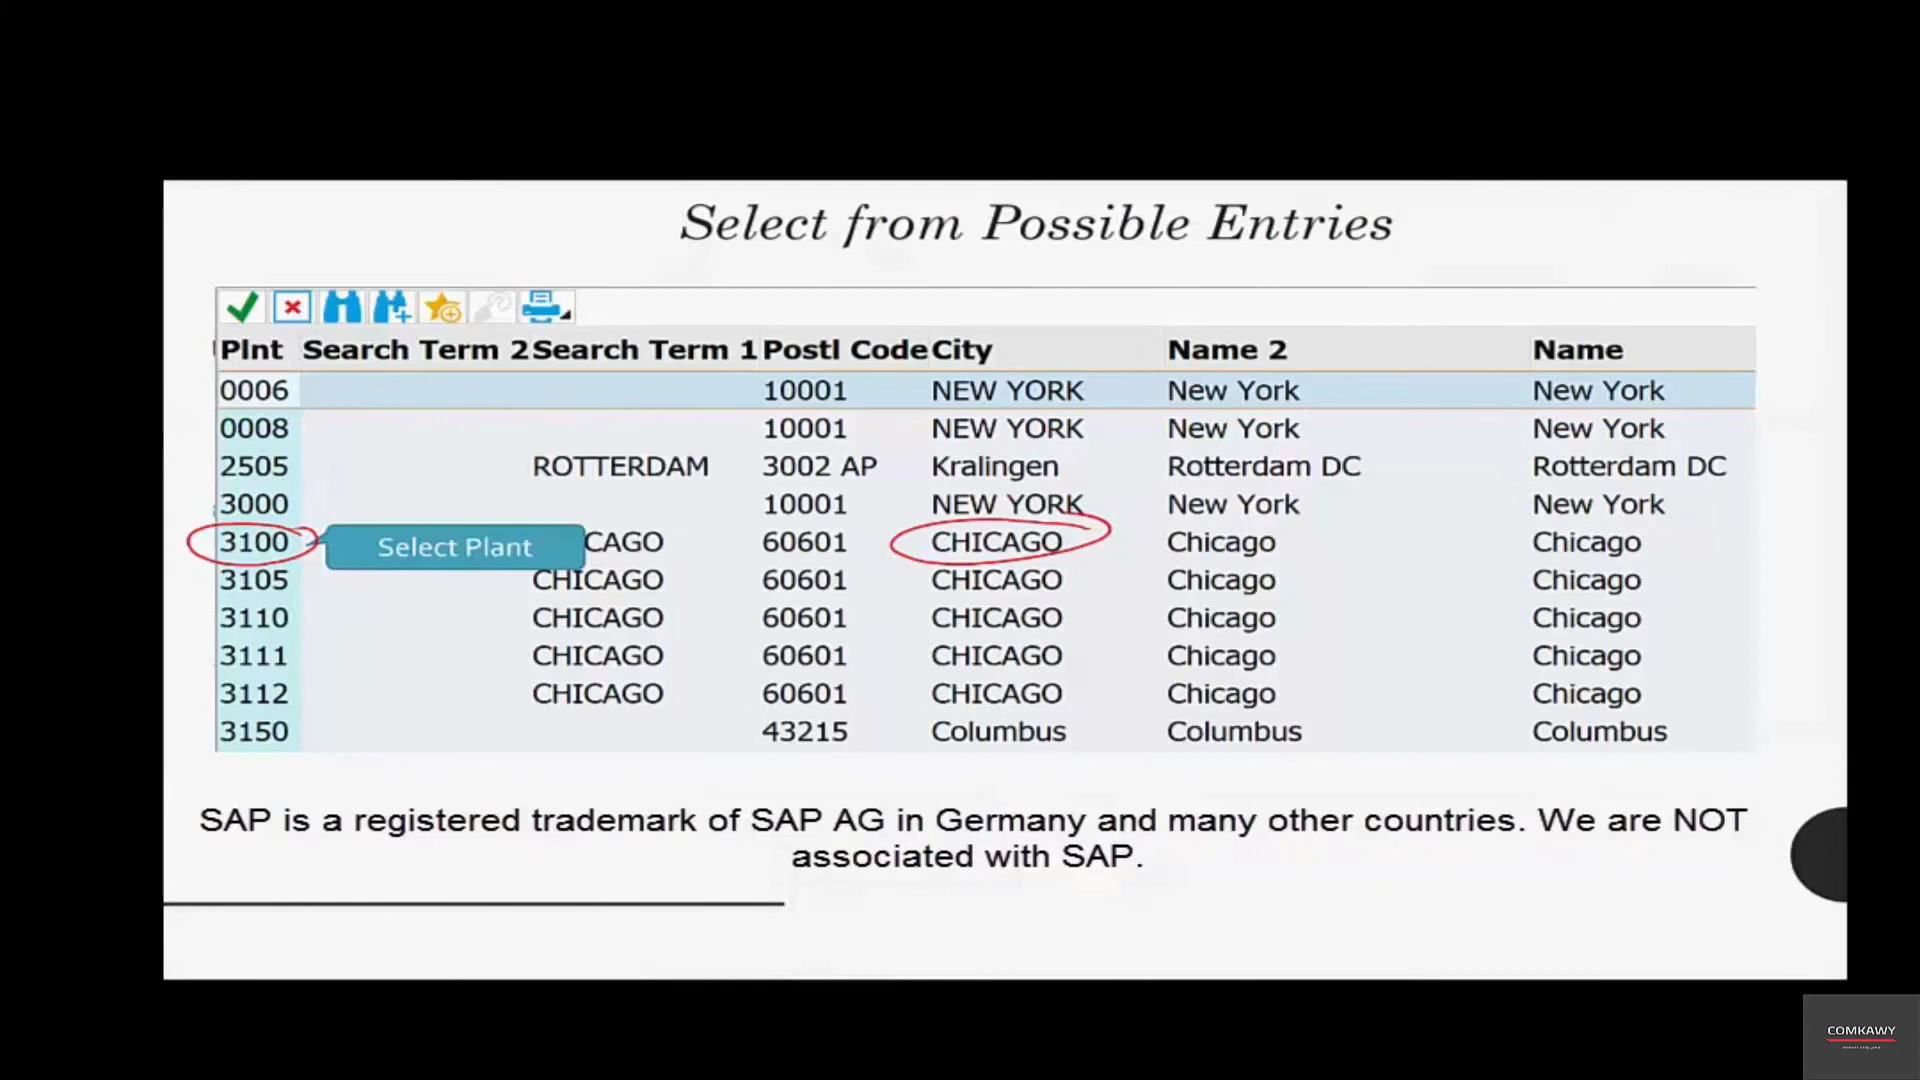 Select from Possible Entries
Plnt Search Term 2 Search Term 1 Postl Code City Name 2 Name
0006 10001 NEW YORK New York New York
0008 10001 NEW YORK New York New York
2505 ROTTERDAM 3002 AP Kralingen Rotterdam DC Rotterdam DC
3000 10001 NEW YORK New York New York
3100 Select Plant CAGO 60601 CHICAGO Chicago Chicago
3105 CHICAGO 60601 CHICAGO Chicago Chicago
3110 CHICAGO 60601 CHICAGO Chicago Chicago
3111 CHICAGO 60601 CHICAGO Chicago Chicago
3112 CHICAGO 60601 CHICAGO Chicago Chicago
3150 43215 Columbus Columbus Columbus
SAP is a registered trademark of SAP AG in Germany and many other countries. We are NOT
associated with SAP.
COMKAWY